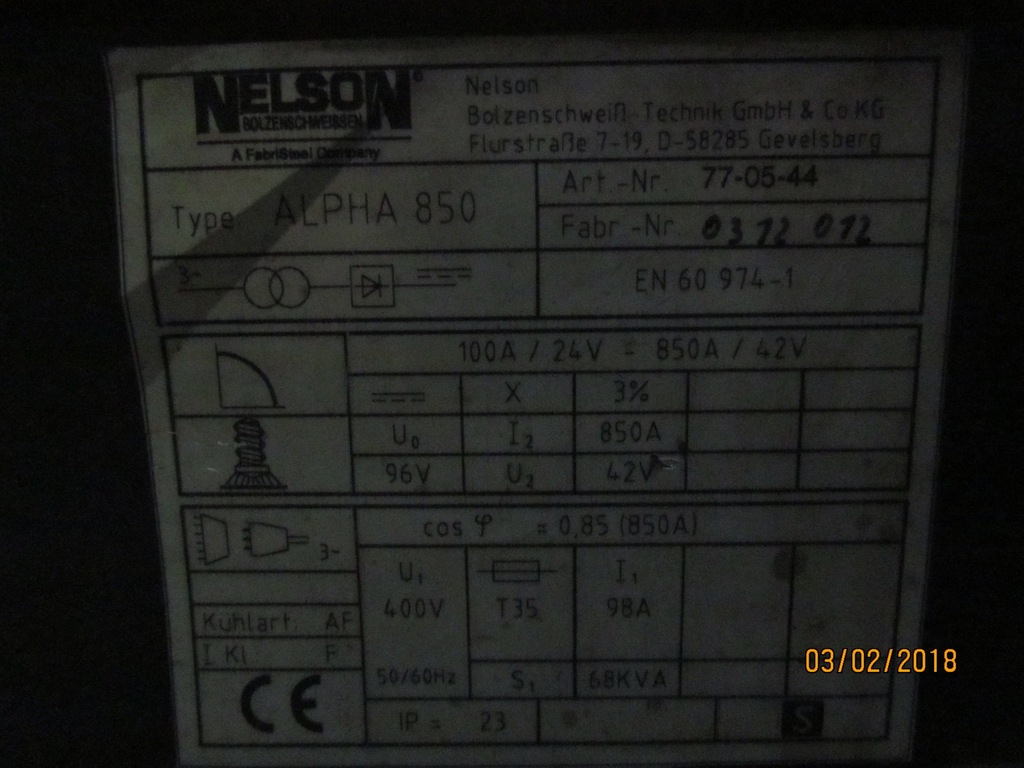 NELSON®
BOLZENSCHWEISSEN
A FabriSteel Company
Nelson
Bolzenschweiß-Technik GmbH & Co KG
Flurstraße 7-19, D-58285 Gevelsberg
Type ALPHA 850
Art.-Nr. 77-05-44
Fabr.-Nr. 0312 012
3~
EN 60 974-1
100A / 24V - 850A / 42V
X 3%
U₀ I₂ 850A
96V U₂ 42V
cos φ = 0,85 (850A)
3~
U₁ I₁
400V T35 98A
Kühlart: AF
I Kl F
50/60Hz S₁ 68KVA
CE
IP = 23
S
03/02/2018